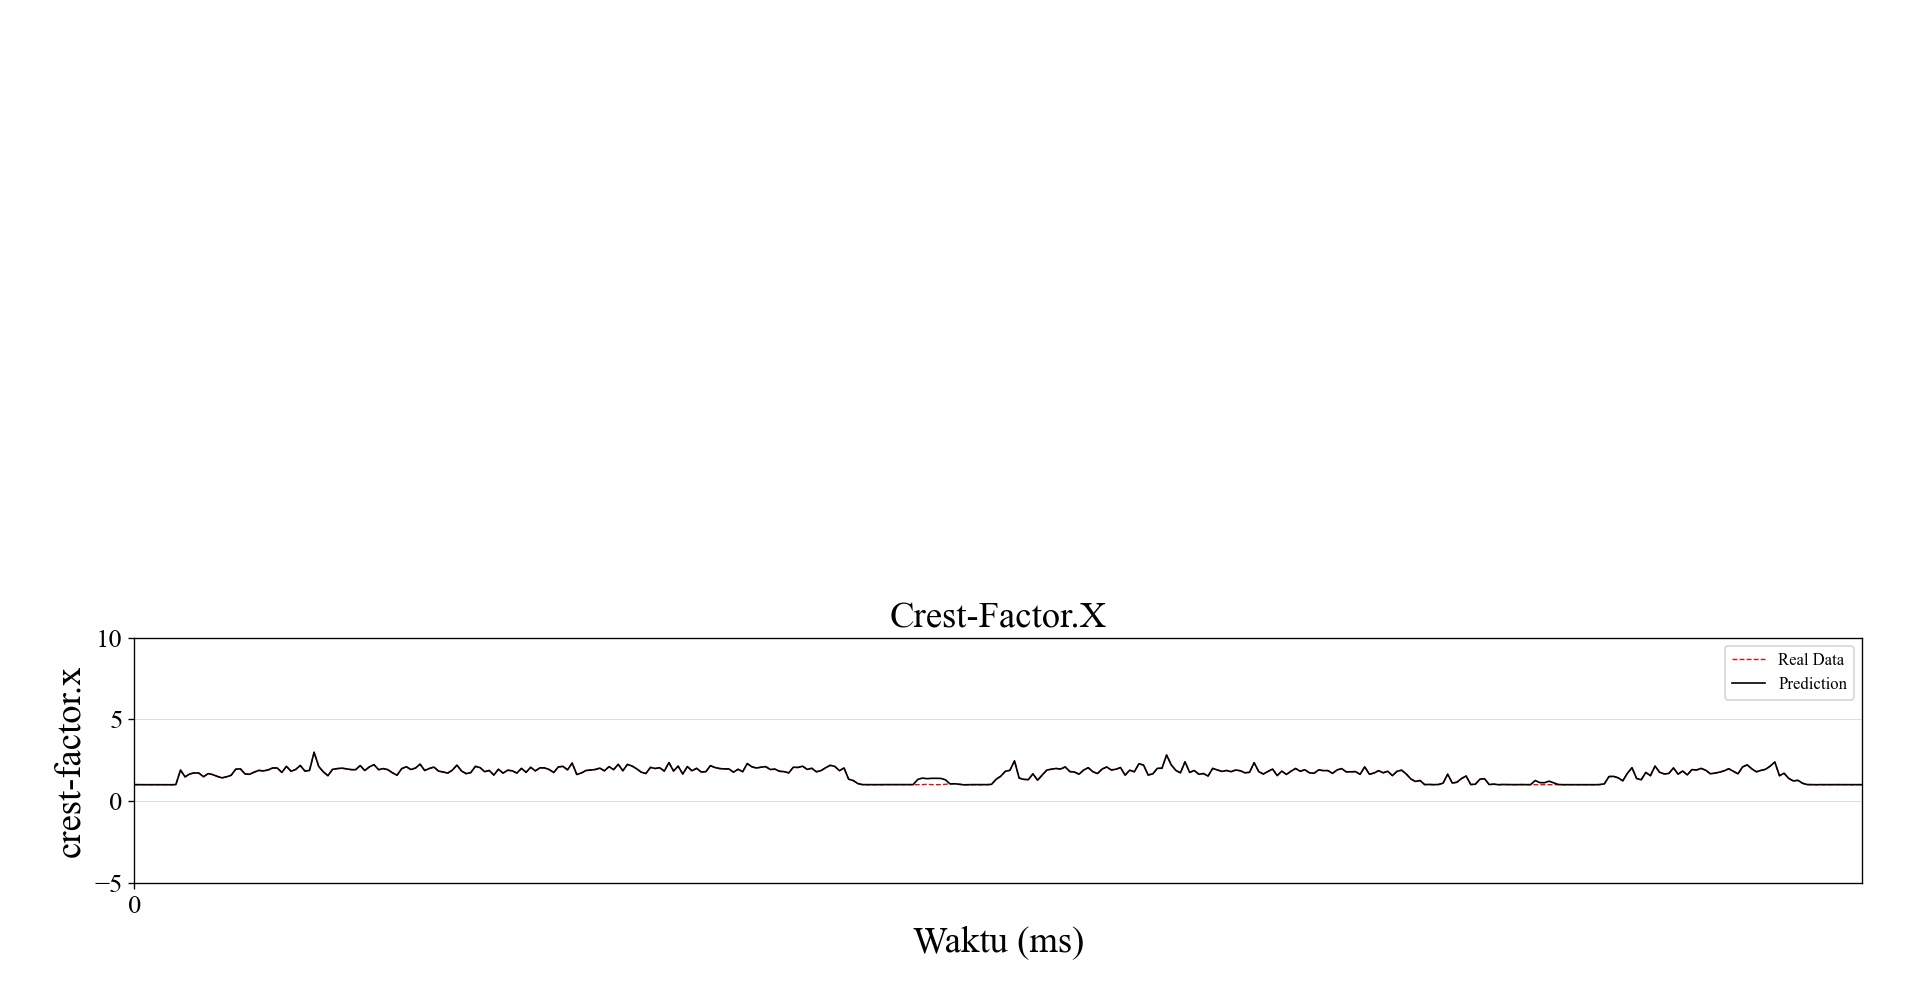 Crest-Factor.X
10
5
0
−5
crest-factor.x
Real Data
Prediction
0
Waktu (ms)